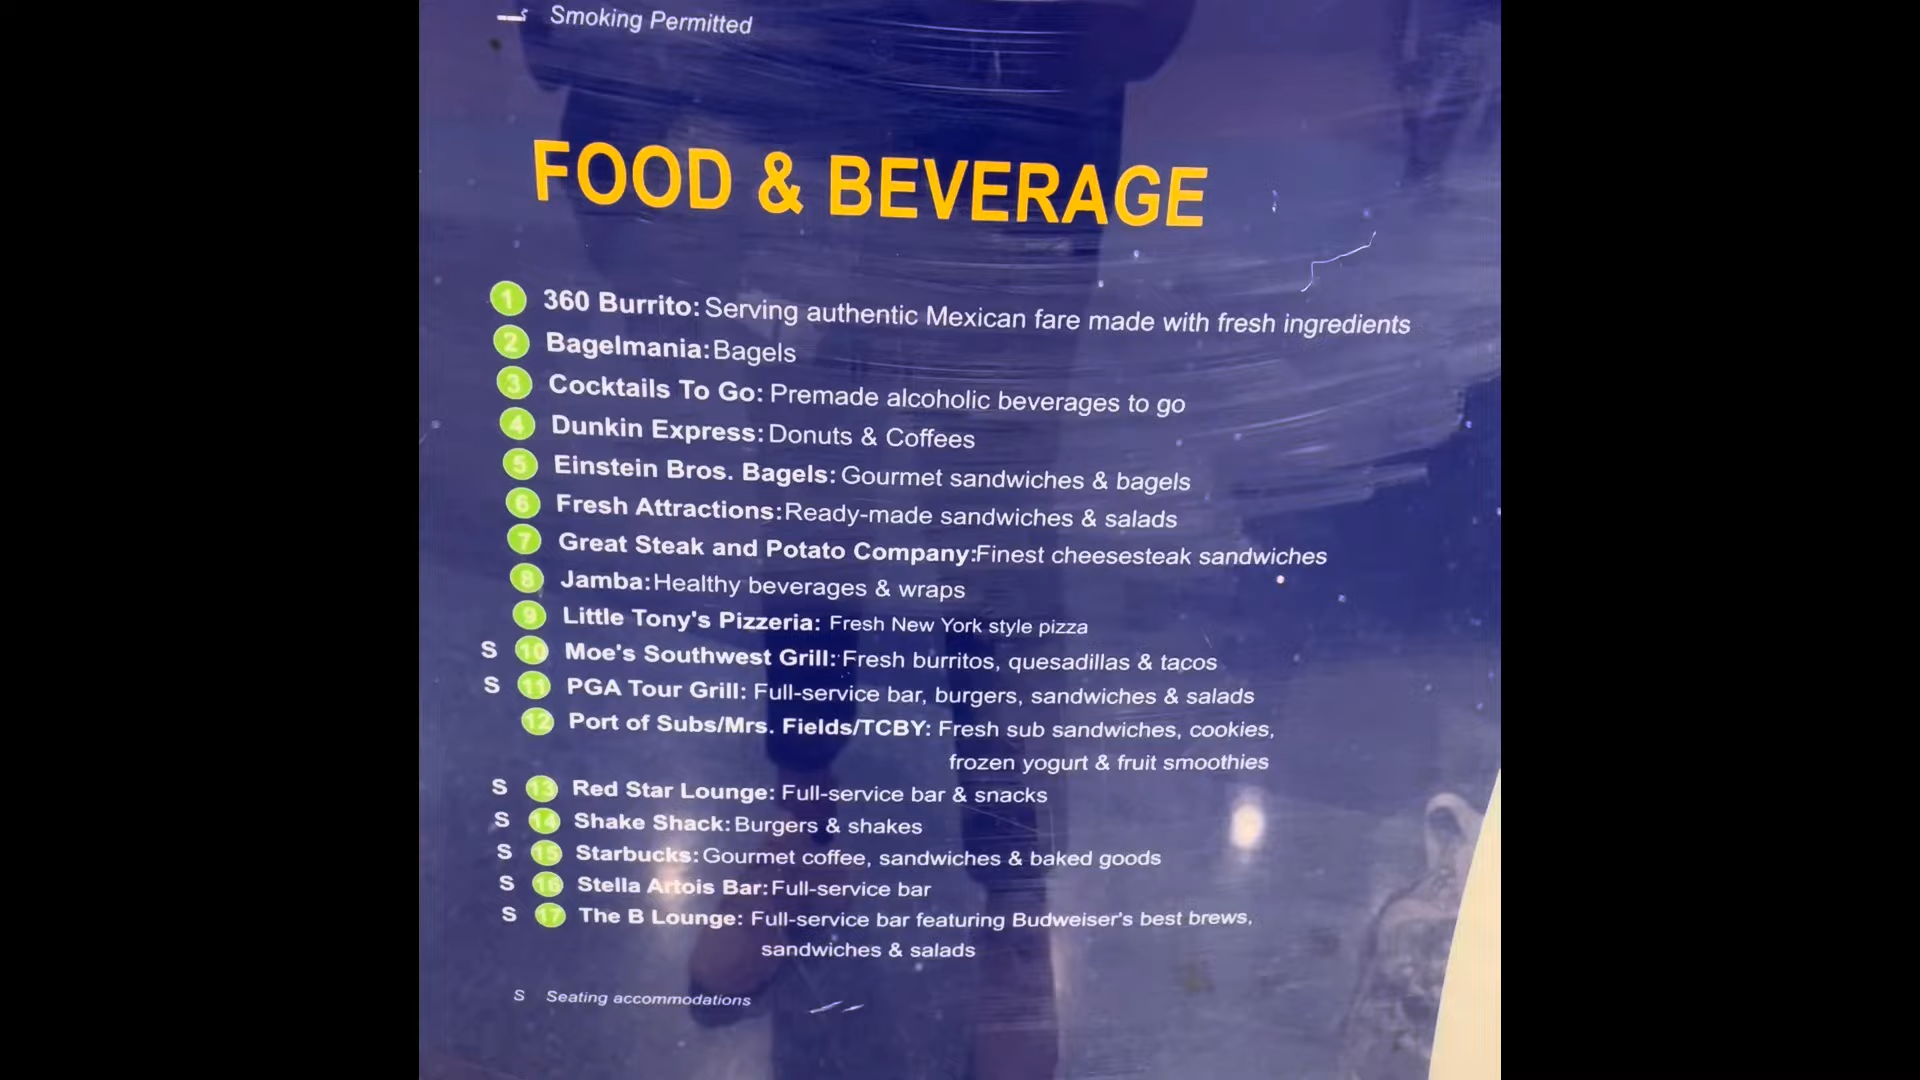 Smoking Permitted
FOOD & BEVERAGE
1 360 Burrito: Serving authentic Mexican fare made with fresh ingredients
2 Bagelmania: Bagels
3 Cocktails To Go: Premade alcoholic beverages to go
4 Dunkin Express: Donuts & Coffees
5 Einstein Bros. Bagels: Gourmet sandwiches & bagels
6 Fresh Attractions: Ready-made sandwiches & salads
7 Great Steak and Potato Company: Finest cheesesteak sandwiches
8 Jamba: Healthy beverages & wraps
9 Little Tony's Pizzeria: Fresh New York style pizza
S 10 Moe's Southwest Grill: Fresh burritos, quesadillas & tacos
S 11 PGA Tour Grill: Full-service bar, burgers, sandwiches & salads
12 Port of Subs/Mrs. Fields/TCBY: Fresh sub sandwiches, cookies,
frozen yogurt & fruit smoothies
S 13 Red Star Lounge: Full-service bar & snacks
S 14 Shake Shack: Burgers & shakes
S 15 Starbucks: Gourmet coffee, sandwiches & baked goods
S 16 Stella Artois Bar: Full-service bar
S 17 The B Lounge: Full-service bar featuring Budweiser's best brews,
sandwiches & salads
S Seating accommodations